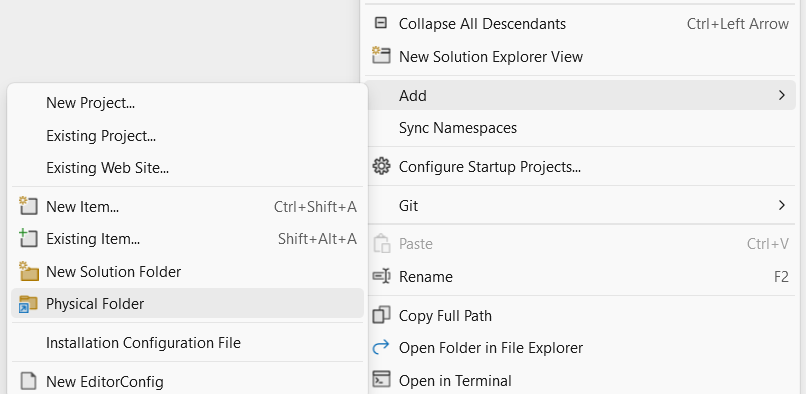 Collapse All Descendants Ctrl+Left Arrow
New Solution Explorer View
Add
Sync Namespaces
Configure Startup Projects...
Git
Paste Ctrl+V
Rename F2
Copy Full Path
Open Folder in File Explorer
Open in Terminal
New Project...
Existing Project...
Existing Web Site...
New Item... Ctrl+Shift+A
Existing Item... Shift+Alt+A
New Solution Folder
Physical Folder
Installation Configuration File
New EditorConfig